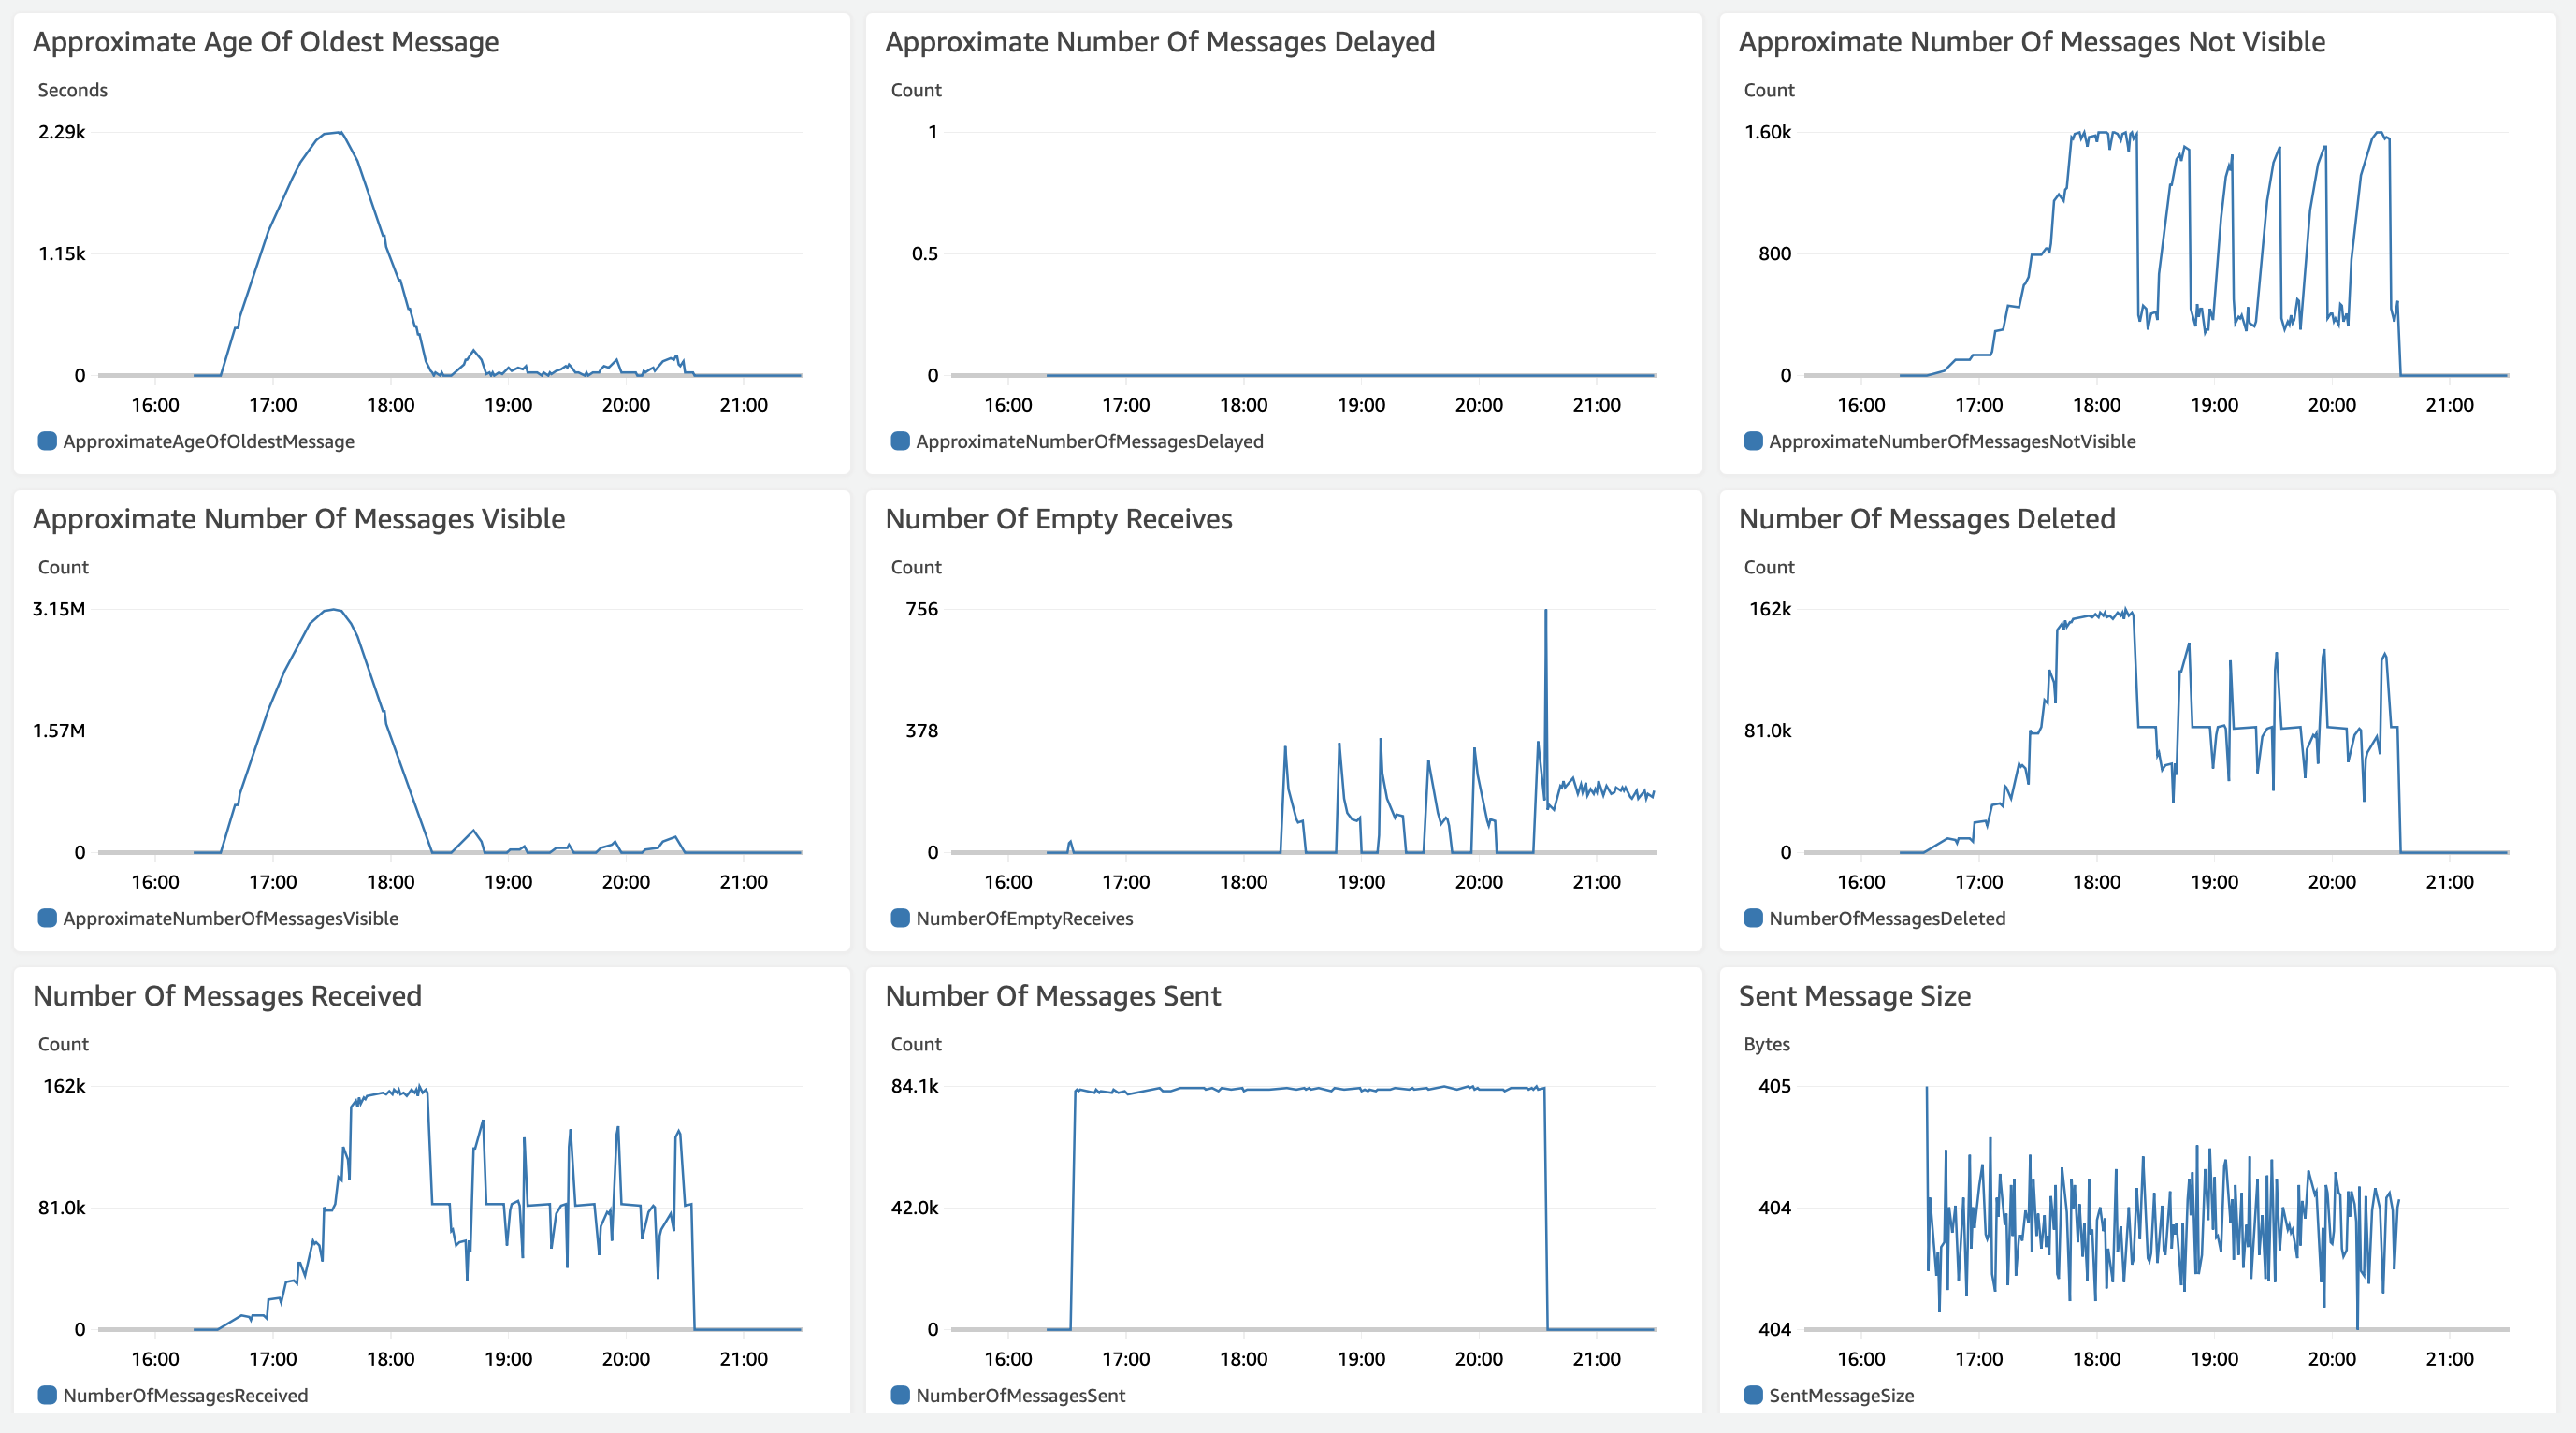 Approximate Age Of Oldest Message
Seconds
2.29k
1.15k
0
16:00 17:00 18:00 19:00 20:00 21:00
ApproximateAgeOfOldestMessage
Approximate Number Of Messages Delayed
Count
1
0.5
0
16:00 17:00 18:00 19:00 20:00 21:00
ApproximateNumberOfMessagesDelayed
Approximate Number Of Messages Not Visible
Count
1.60k
800
0
16:00 17:00 18:00 19:00 20:00 21:00
ApproximateNumberOfMessagesNotVisible
Approximate Number Of Messages Visible
Count
3.15M
1.57M
0
16:00 17:00 18:00 19:00 20:00 21:00
ApproximateNumberOfMessagesVisible
Number Of Empty Receives
Count
756
378
0
16:00 17:00 18:00 19:00 20:00 21:00
NumberOfEmptyReceives
Number Of Messages Deleted
Count
162k
81.0k
0
16:00 17:00 18:00 19:00 20:00 21:00
NumberOfMessagesDeleted
Number Of Messages Received
Count
162k
81.0k
0
16:00 17:00 18:00 19:00 20:00 21:00
NumberOfMessagesReceived
Number Of Messages Sent
Count
84.1k
42.0k
0
16:00 17:00 18:00 19:00 20:00 21:00
NumberOfMessagesSent
Sent Message Size
Bytes
405
404
404
16:00 17:00 18:00 19:00 20:00 21:00
SentMessageSize